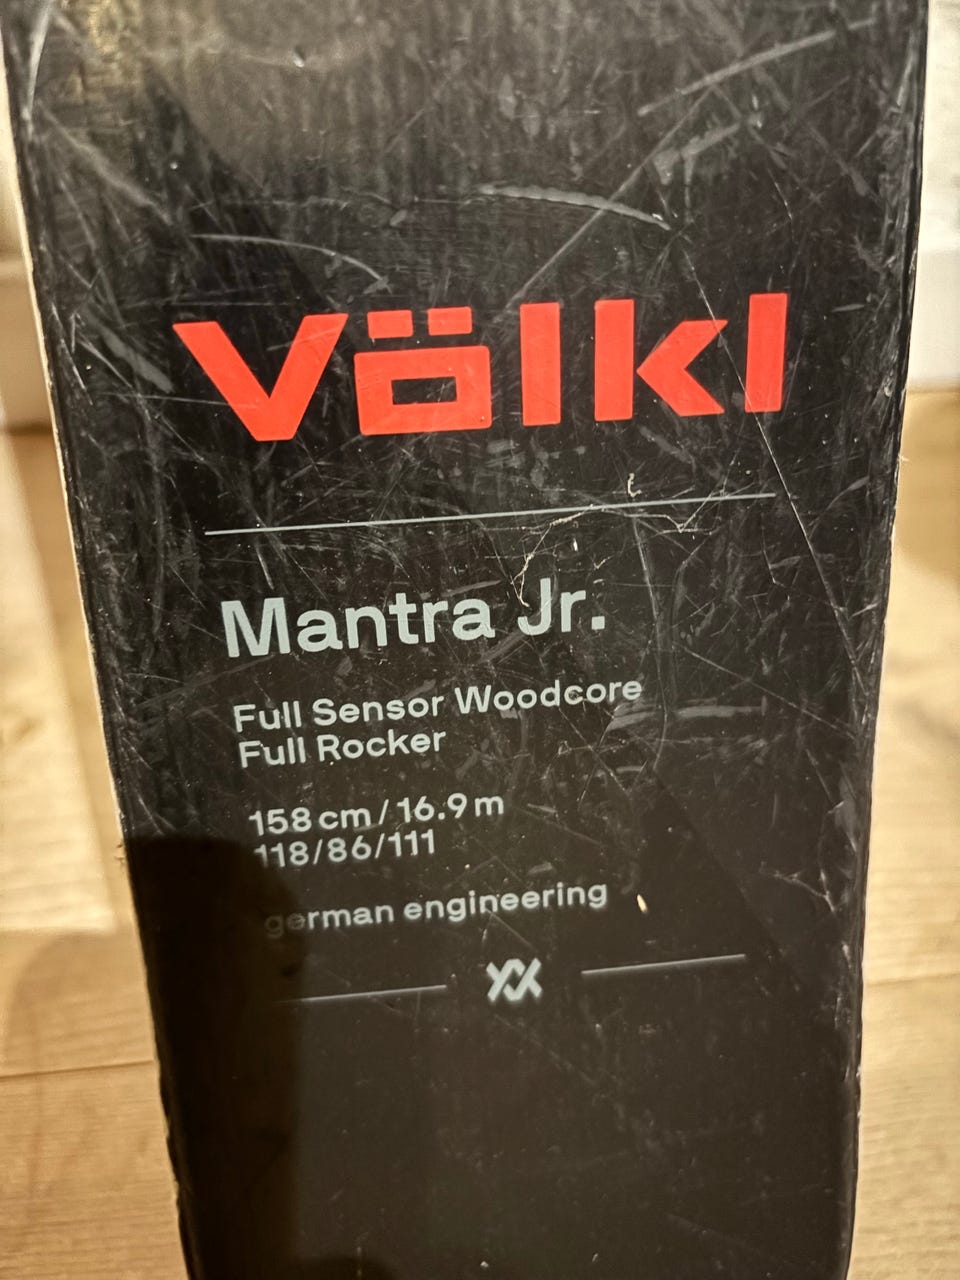 völkl
Mantra Jr.
Full Sensor Woodcore
Full Rocker
158 cm / 16.9 m
118/86/111
german engineering